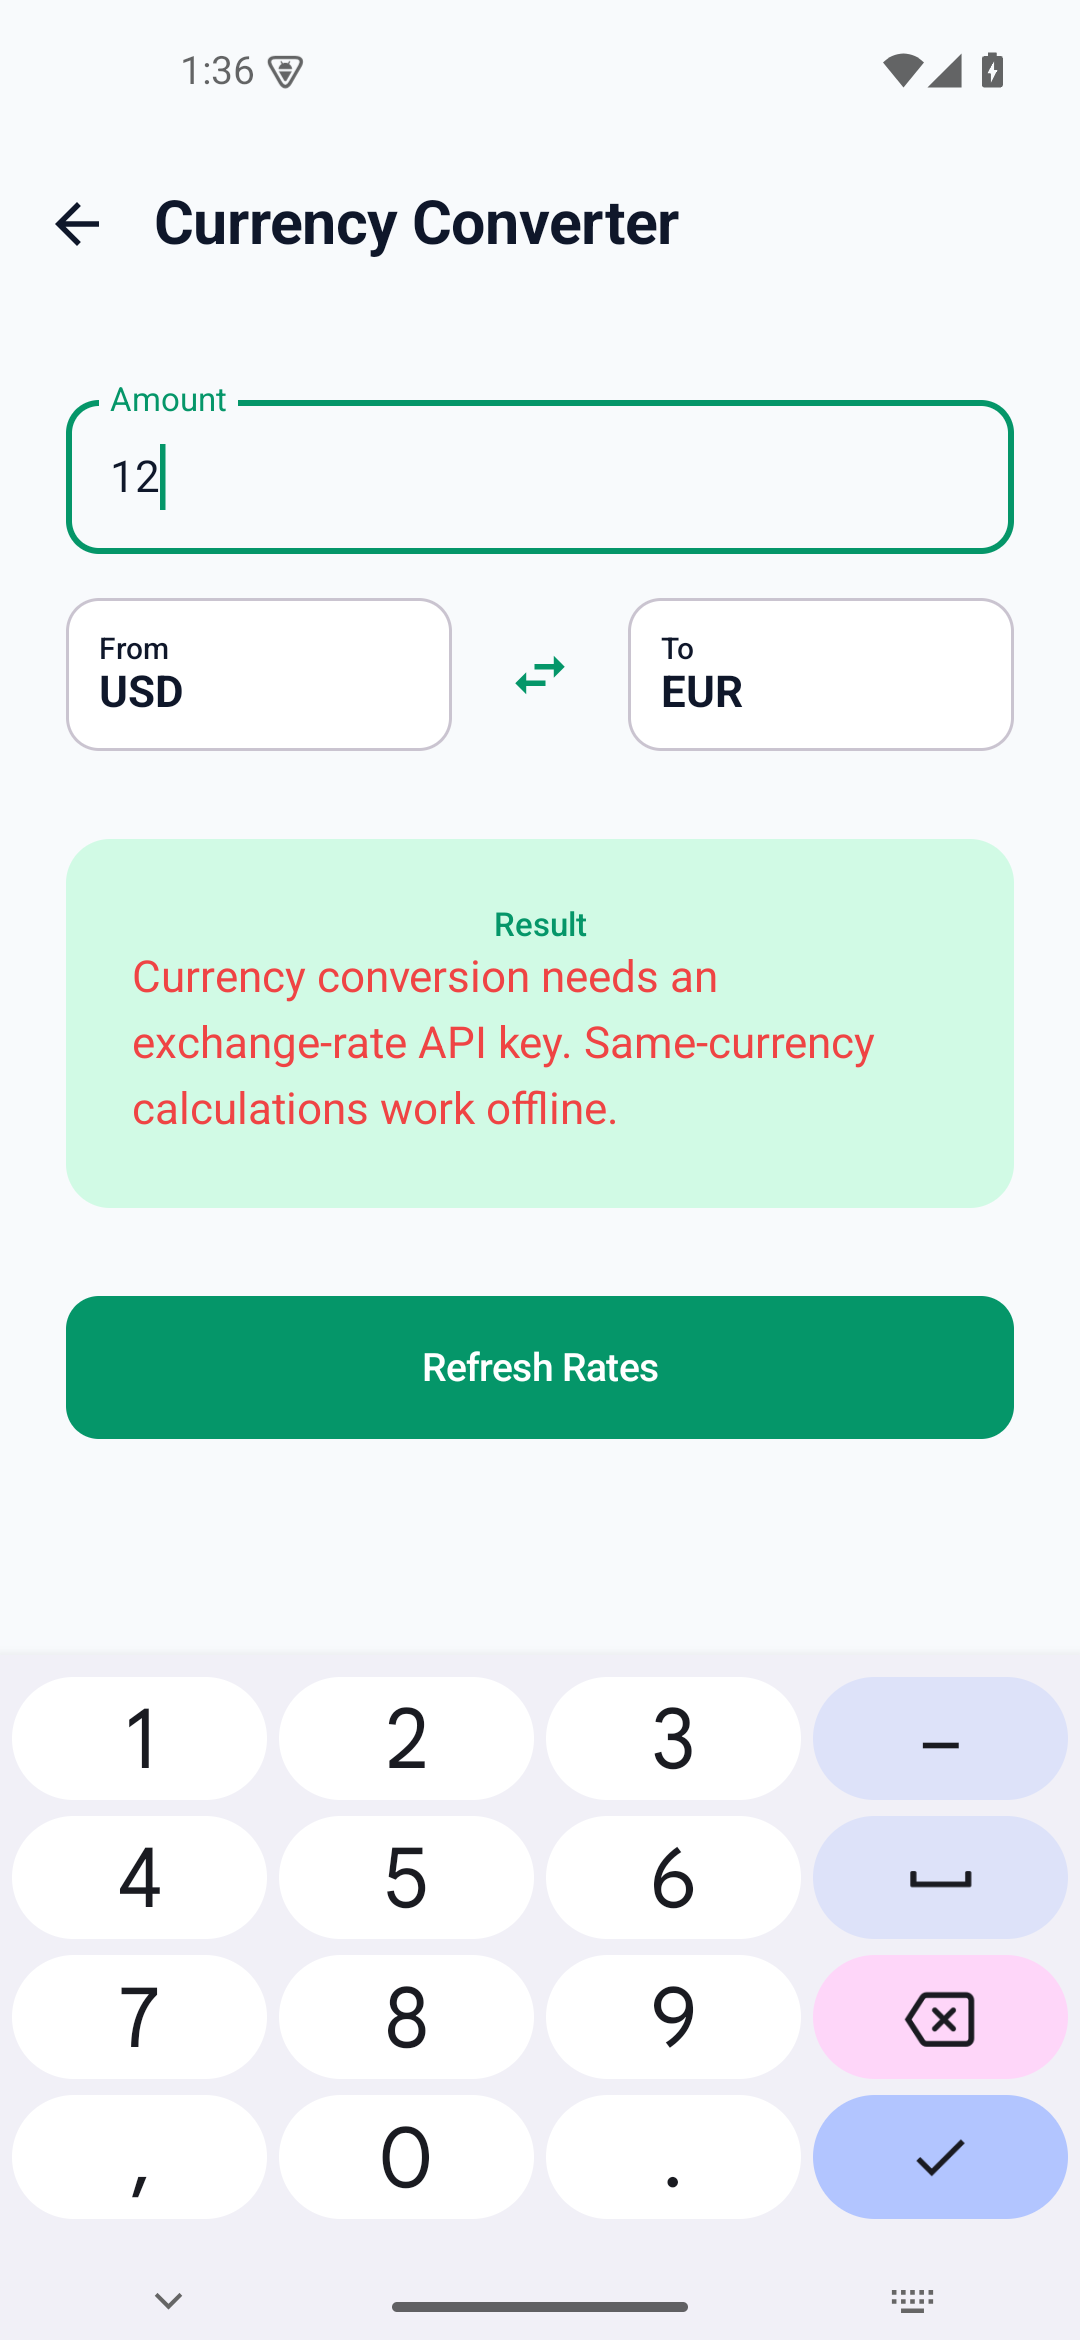 1:36
Currency Converter
Amount
12
From
USD
To
EUR
Result
Currency conversion needs an
exchange-rate API key. Same-currency
calculations work offline.
Refresh Rates
1 2 3 –
4 5 6
7 8 9
, 0 .